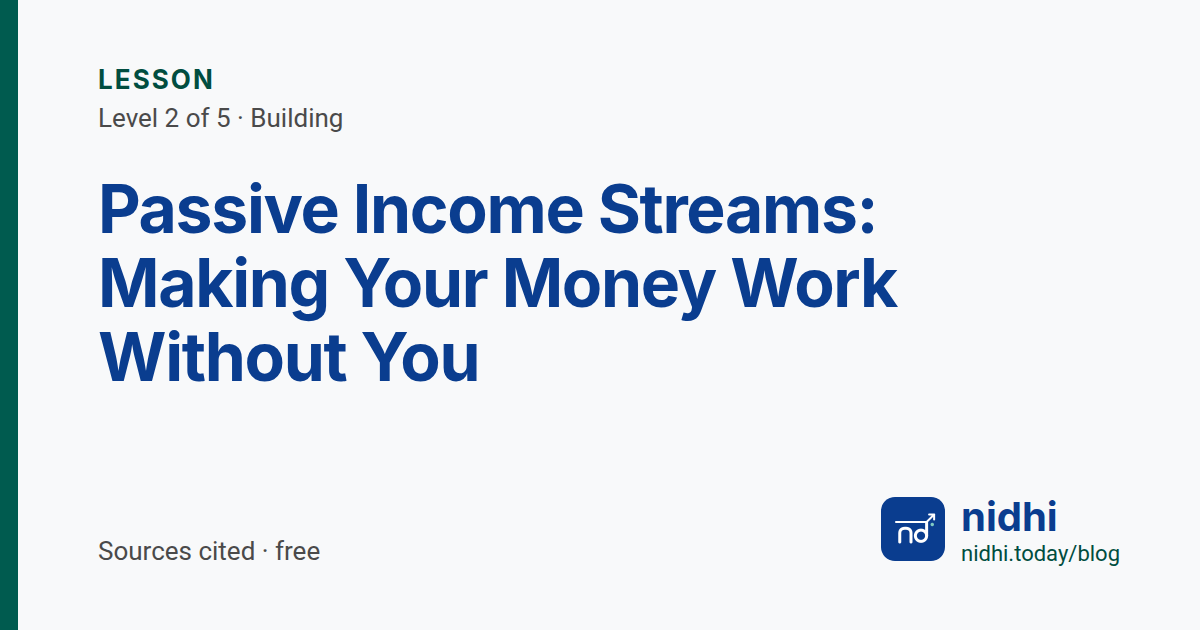 LESSON
Level 2 of 5 · Building
Passive Income Streams:
Making Your Money Work
Without You
Sources cited · free
nd
nidhi
nidhi.today/blog